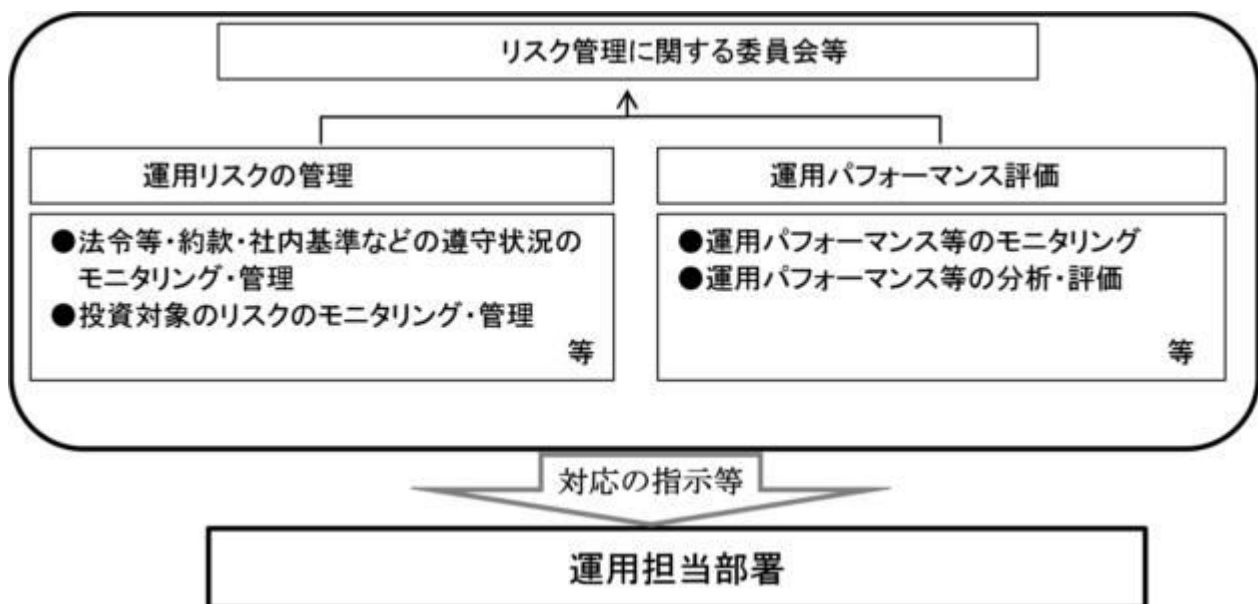 リスク管理に関する委員会等
運用リスクの管理
●法令等・約款・社内基準などの遵守状況の
モニタリング・管理
●投資対象のリスクのモニタリング・管理
等
運用パフォーマンス評価
●運用パフォーマンス等のモニタリング
●運用パフォーマンス等の分析・評価
等
対応の指示等
運用担当部署